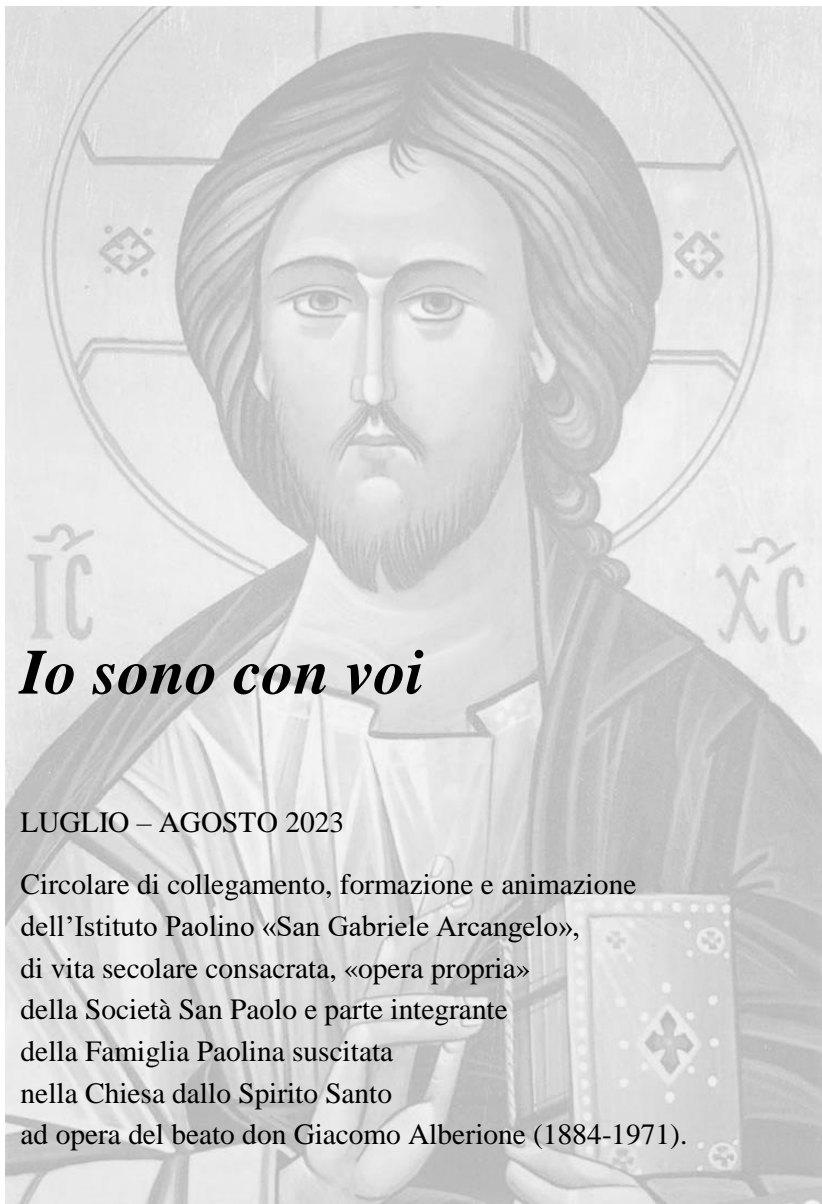 IC
XC
Io sono con voi
LUGLIO – AGOSTO 2023
Circolare di collegamento, formazione e animazione
dell’Istituto Paolino «San Gabriele Arcangelo»,
di vita secolare consacrata, «opera propria»
della Società San Paolo e parte integrante
della Famiglia Paolina suscitata
nella Chiesa dallo Spirito Santo
ad opera del beato don Giacomo Alberione (1884-1971).